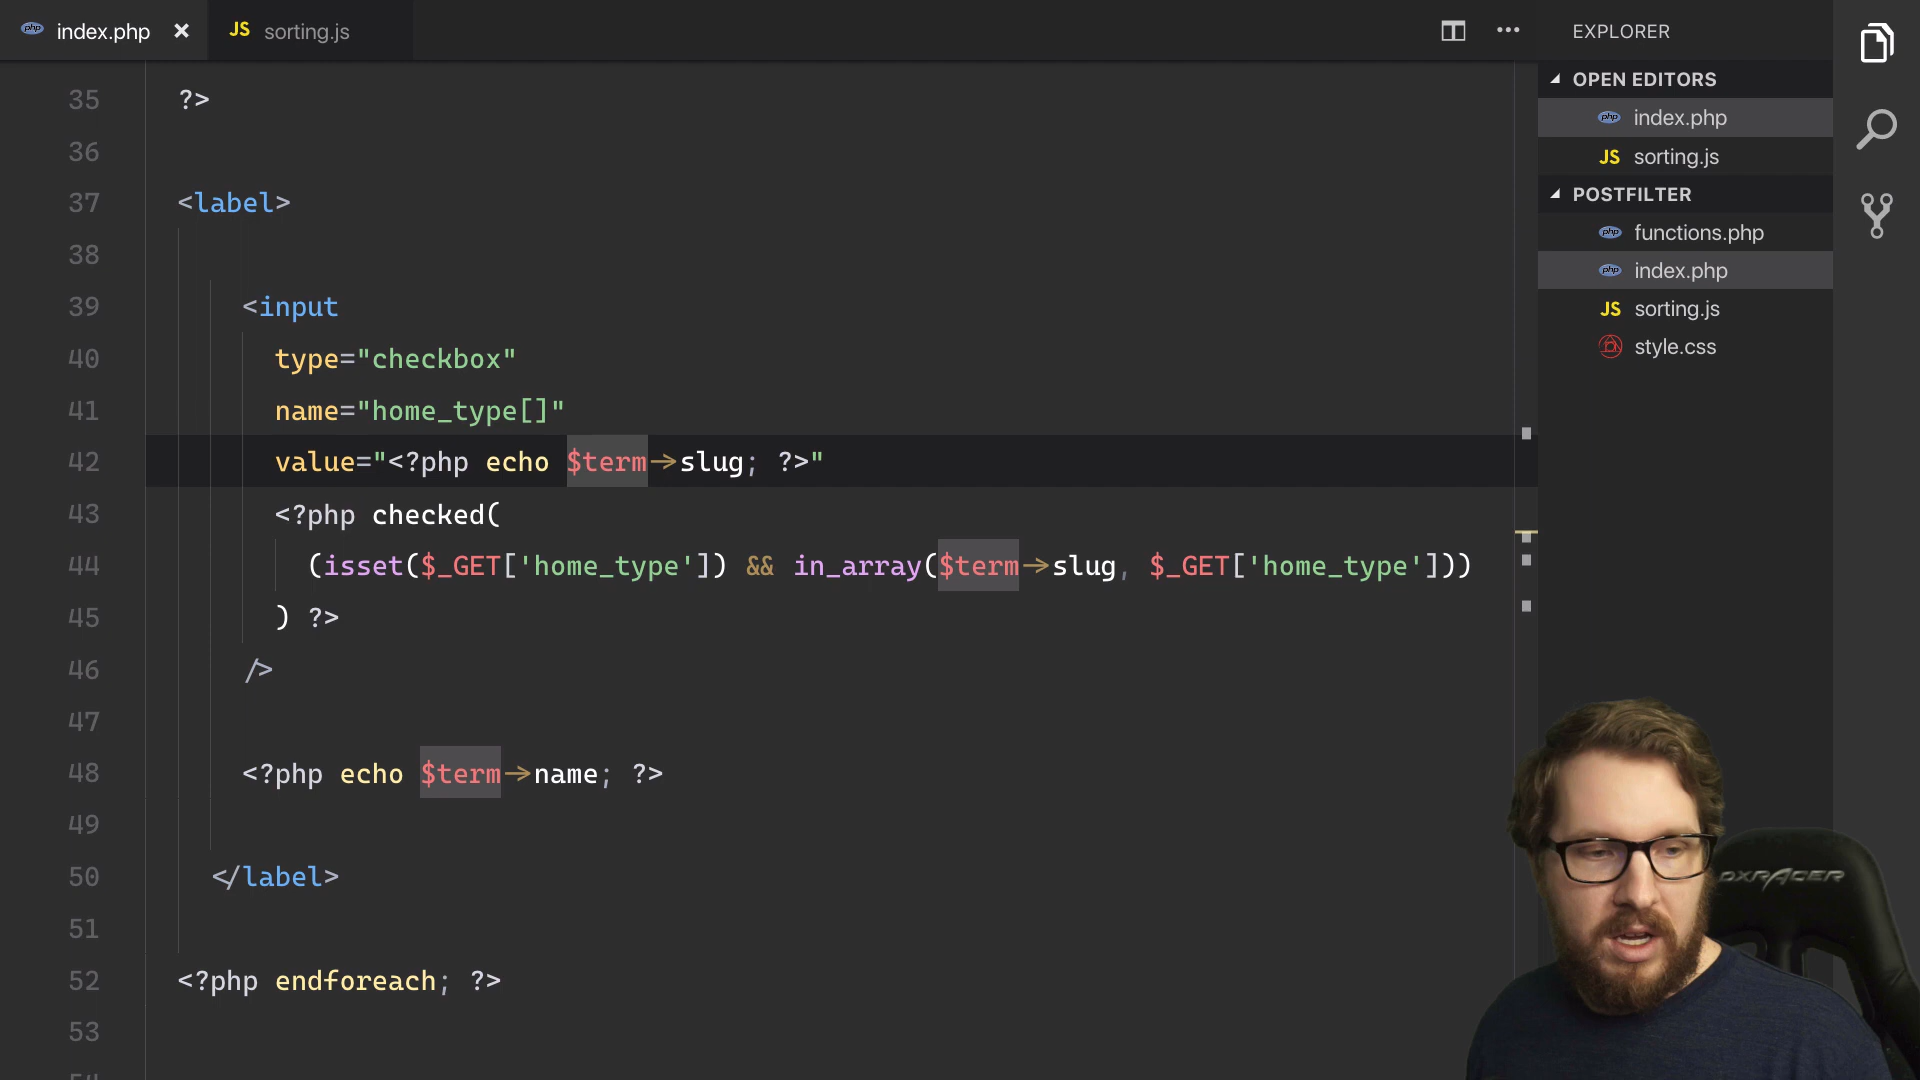 index.php ×
JS sorting.js
EXPLORER
OPEN EDITORS
index.php
JS sorting.js
POSTFILTER
functions.php
index.php
JS sorting.js
style.css
35 ?>
36
37 <label>
38
39 <input
40 type="checkbox"
41 name="home_type[]"
42 value="<?php echo $term->slug; ?>"
43 <?php checked(
44 (isset($_GET['home_type']) && in_array($term->slug, $_GET['home_type']))
45 ) ?>
46 />
47
48 <?php echo $term->name; ?>
49
50 </label>
51
52 <?php endforeach; ?>
53
DXRACER